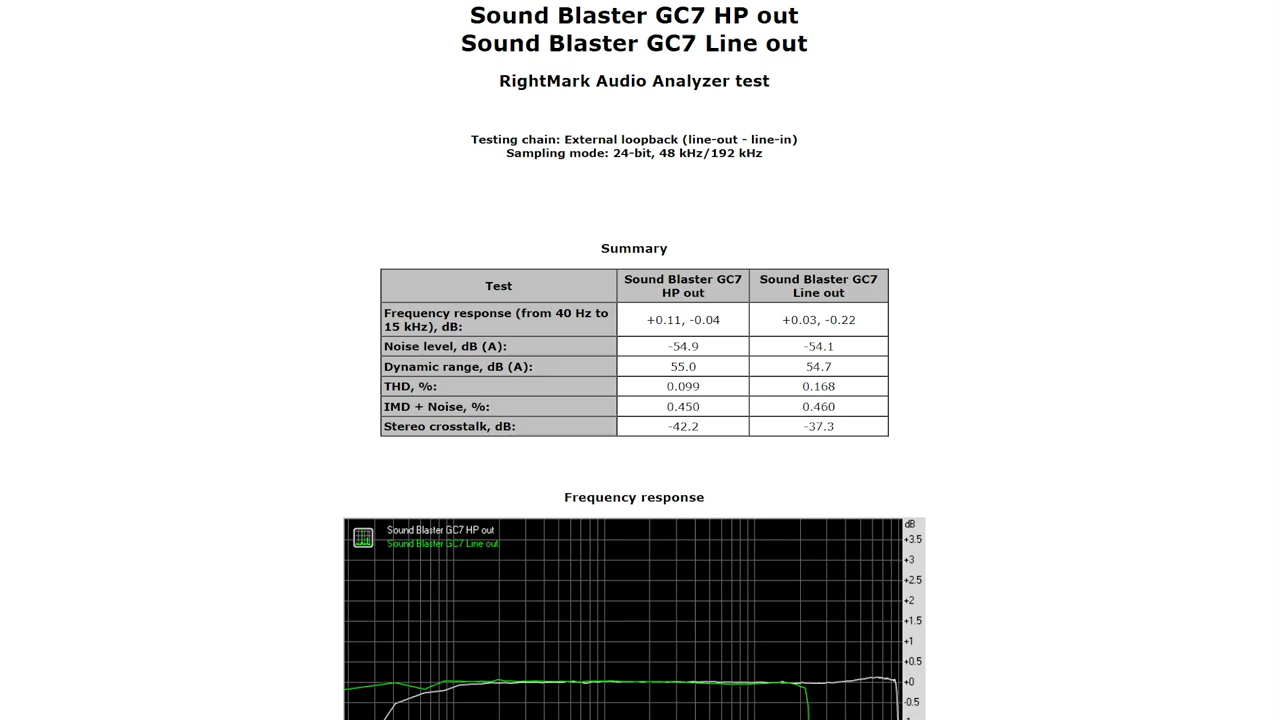 Sound Blaster GC7 HP out
Sound Blaster GC7 Line out
RightMark Audio Analyzer test
Testing chain: External loopback (line-out - line-in)
Sampling mode: 24-bit, 48 kHz/192 kHz
Summary
Test
Sound Blaster GC7
HP out
Sound Blaster GC7
Line out
Frequency response (from 40 Hz to
15 kHz), dB:
+0.11, -0.04
+0.03, -0.22
Noise level, dB (A):
-54.9
-54.1
Dynamic range, dB (A):
55.0
54.7
THD, %:
0.099
0.168
IMD + Noise, %:
0.450
0.460
Stereo crosstalk, dB:
-42.2
-37.3
Frequency response
Sound Blaster GC7 HP out
Sound Blaster GC7 Line out
dB
+3.5
+3
+2.5
+2
+1.5
+1
+0.5
+0
-0.5